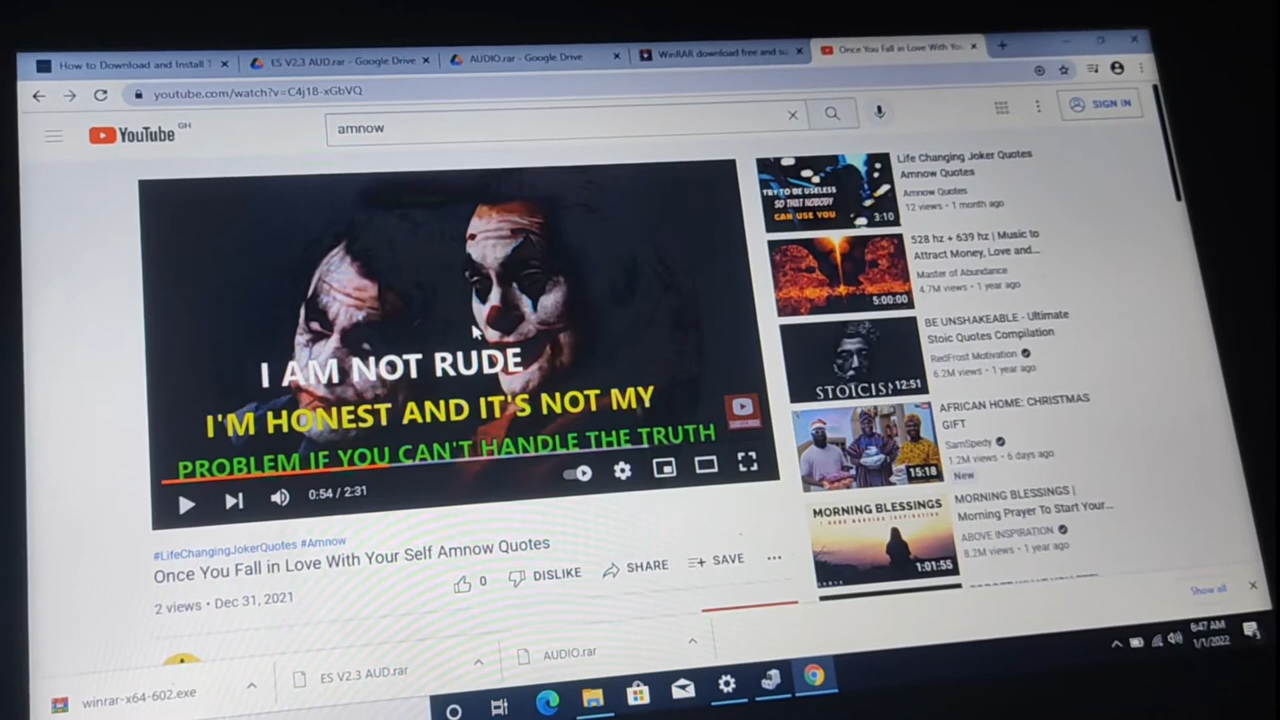 How to Download and Install T
ES V2.3 AUD.rar - Google Drive
AUDIO.rar - Google Drive
WinRAR download free and su
Once You Fall in Love With You
youtube.com/watch?v=C4j18-xGbVQ
YouTube GH
amnow
SIGN IN
I AM NOT RUDE
I'M HONEST AND IT'S NOT MY
PROBLEM IF YOU CAN'T HANDLE THE TRUTH
0:54 / 2:31
#LifeChangingJokerQuotes #Amnow
Once You Fall in Love With Your Self Amnow Quotes
2 views • Dec 31, 2021
0
DISLIKE
SHARE
SAVE
TRY TO BE USELESS
SO THAT NOBODY
CAN USE YOU
3:10
Life Changing Joker Quotes
Amnow Quotes
Amnow Quotes
12 views • 1 month ago
5:00:00
528 hz + 639 hz | Music to
Attract Money, Love and...
Master of Abundance
4.7M views • 1 year ago
STOICISM
12:51
BE UNSHAKEABLE - Ultimate
Stoic Quotes Compilation
RedFrost Motivation
6.2M views • 1 year ago
15:18
AFRICAN HOME: CHRISTMAS
GIFT
SamSpedy
1.2M views • 6 days ago
New
MORNING BLESSINGS
1:01:55
MORNING BLESSINGS |
Morning Prayer To Start Your...
ABOVE INSPIRATION
8.2M views • 1 year ago
Show all
winrar-x64-602.exe
ES V2.3 AUD.rar
AUDIO.rar
6:47 AM
1/1/2022